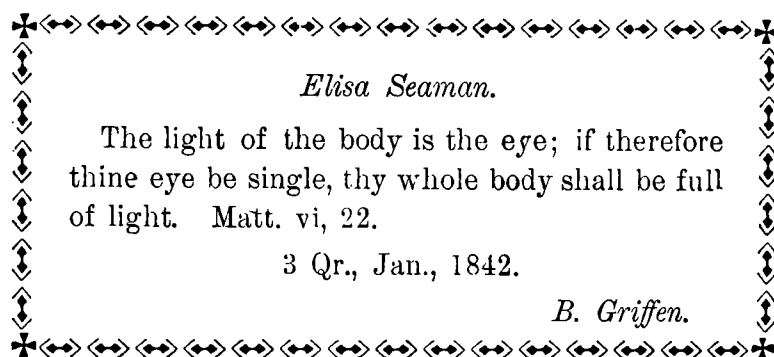 Elisa Seaman.
The light of the body is the eye; if therefore
thine eye be single, thy whole body shall be full
of light. Matt. vi, 22.
3 Qr., Jan., 1842.
B. Griffen.